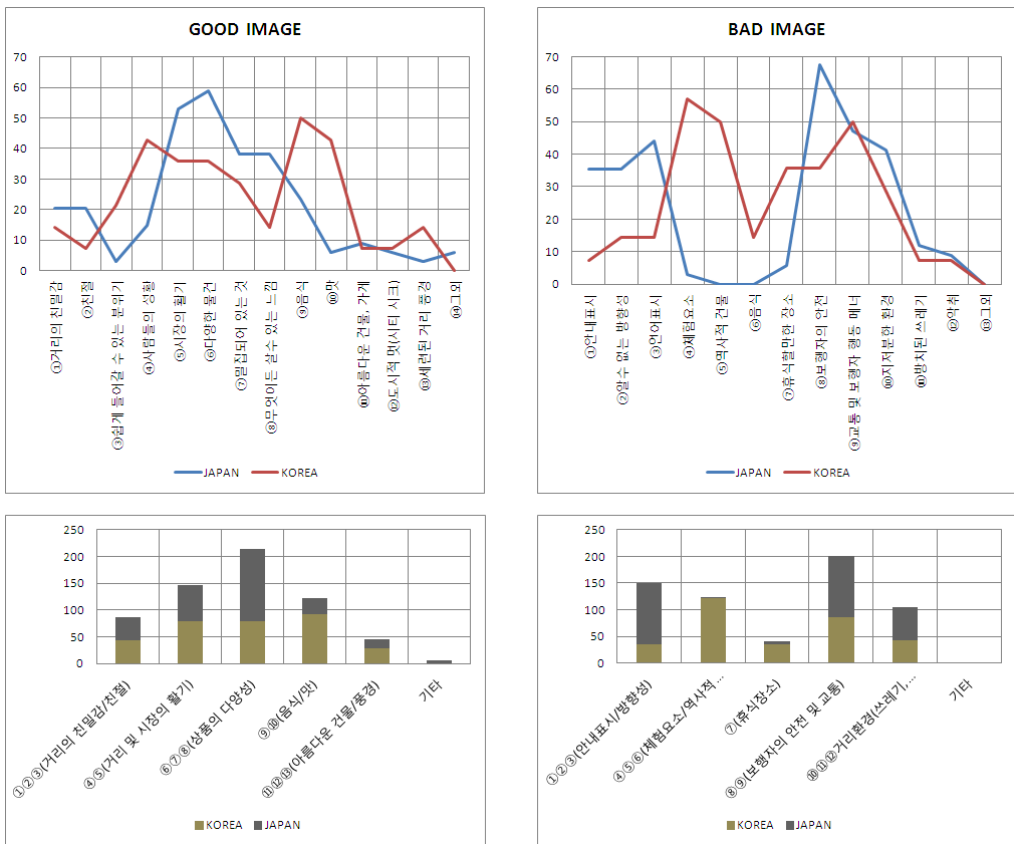 GOOD IMAGE
70
60
50
40
30
20
10
0
①거리의 친밀감
②친절
③쉽게 들어갈 수 있는 분위기
④사람들의 성활
⑤시장의 활기
⑥다양한 물건
⑦밀집되어 있는 것
⑧무엇이든 살수 있는 느낌
⑨음식
⑩맛
⑪아름다운 건물, 가게
⑫도시적 멋(시티 시크)
⑬세련된 거리 풍경
⑭그외
JAPAN KOREA
BAD IMAGE
70
60
50
40
30
20
10
0
①안내표시
②알수 없는 방향성
③언어표시
④체험요소
⑤역사적 건물
⑥음식
⑦휴식할만한 장소
⑧보행자의 안전
⑨교통 및 보행자 행동 매너
⑩지저분한 환경
⑪방치된 쓰레기
⑫악취
⑬그외
JAPAN KOREA
250
200
150
100
50
0
①②③(거리의 친밀감/친절)
④⑤(거리 및 시장의 활기)
⑥⑦⑧(상품의 다양성)
⑨⑩(음식/맛)
⑪⑫⑬(아름다운 건물/풍경)
기타
KOREA JAPAN
250
200
150
100
50
0
①②③(안내표시/방향성)
④⑤⑥(체험요소/역사적 ...
⑦(휴식장소)
⑧⑨(보행자의 안전 및 교통)
⑩⑪⑫거리환경(쓰레기, ...
기타
KOREA JAPAN